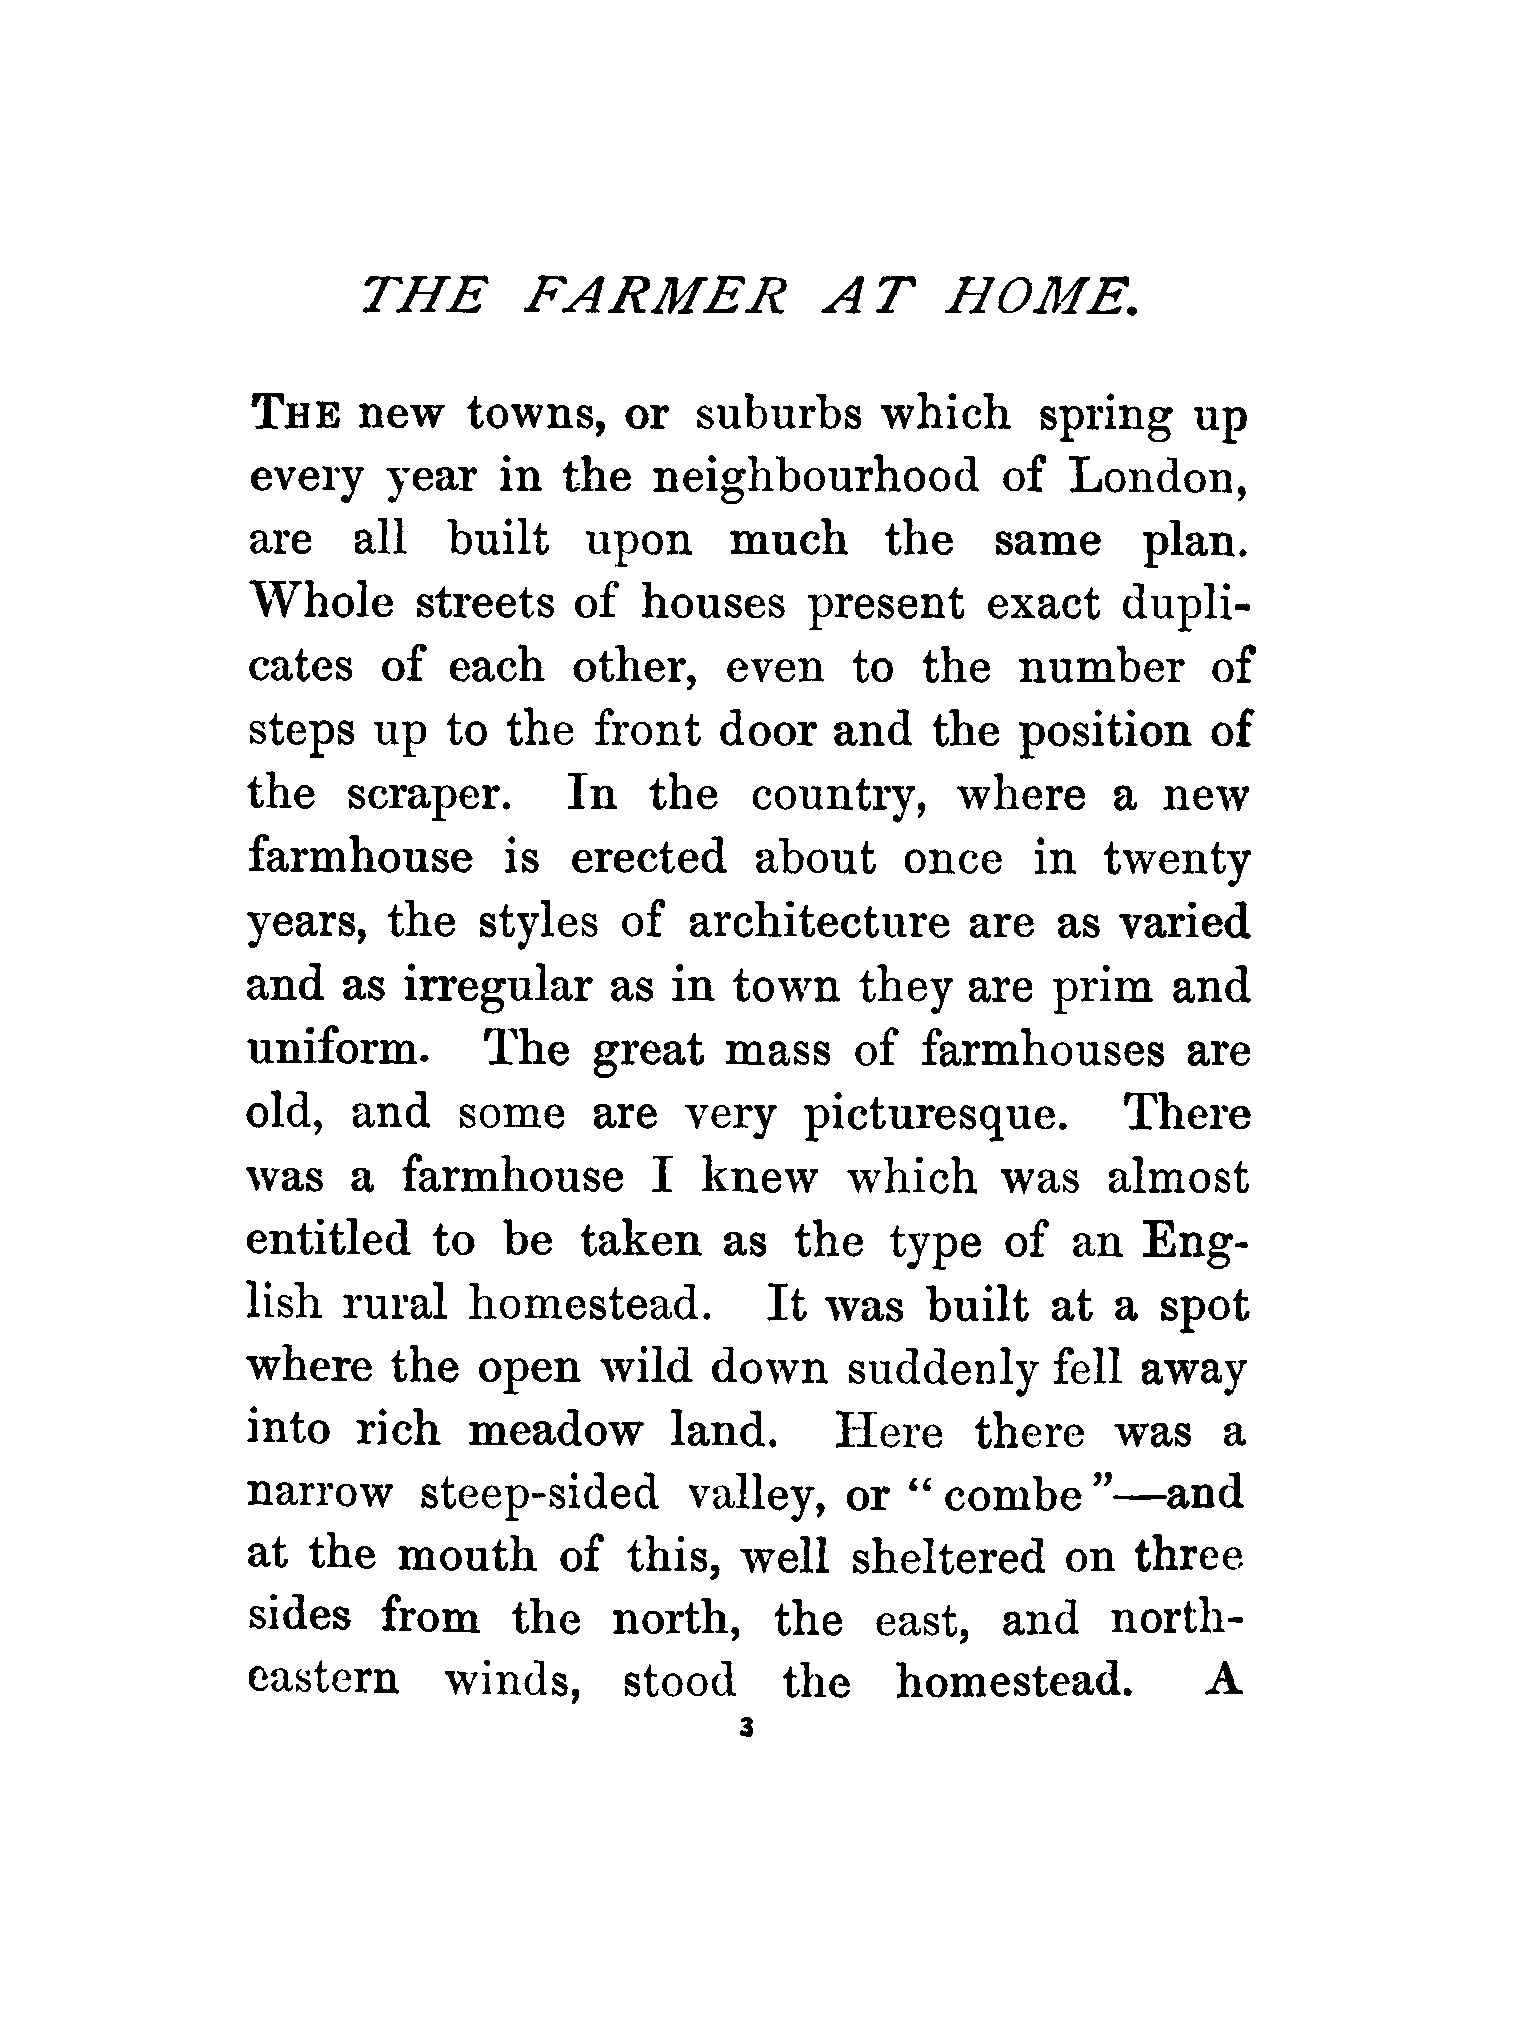 THE FARMER AT HOME.
THE new towns, or suburbs which spring up
every year in the neighbourhood of London,
are all built upon much the same plan.
Whole streets of houses present exact dupli-
cates of each other, even to the number of
steps up to the front door and the position of
the scraper. In the country, where a new
farmhouse is erected about once in twenty
years, the styles of architecture are as varied
and as irregular as in town they are prim and
uniform. The great mass of farmhouses are
old, and some are very picturesque. There
was a farmhouse I knew which was almost
entitled to be taken as the type of an Eng-
lish rural homestead. It was built at a spot
where the open wild down suddenly fell away
into rich meadow land. Here there was a
narrow steep-sided valley, or “ combe ”—and
at the mouth of this, well sheltered on three
sides from the north, the east, and north-
eastern winds, stood the homestead. A
3